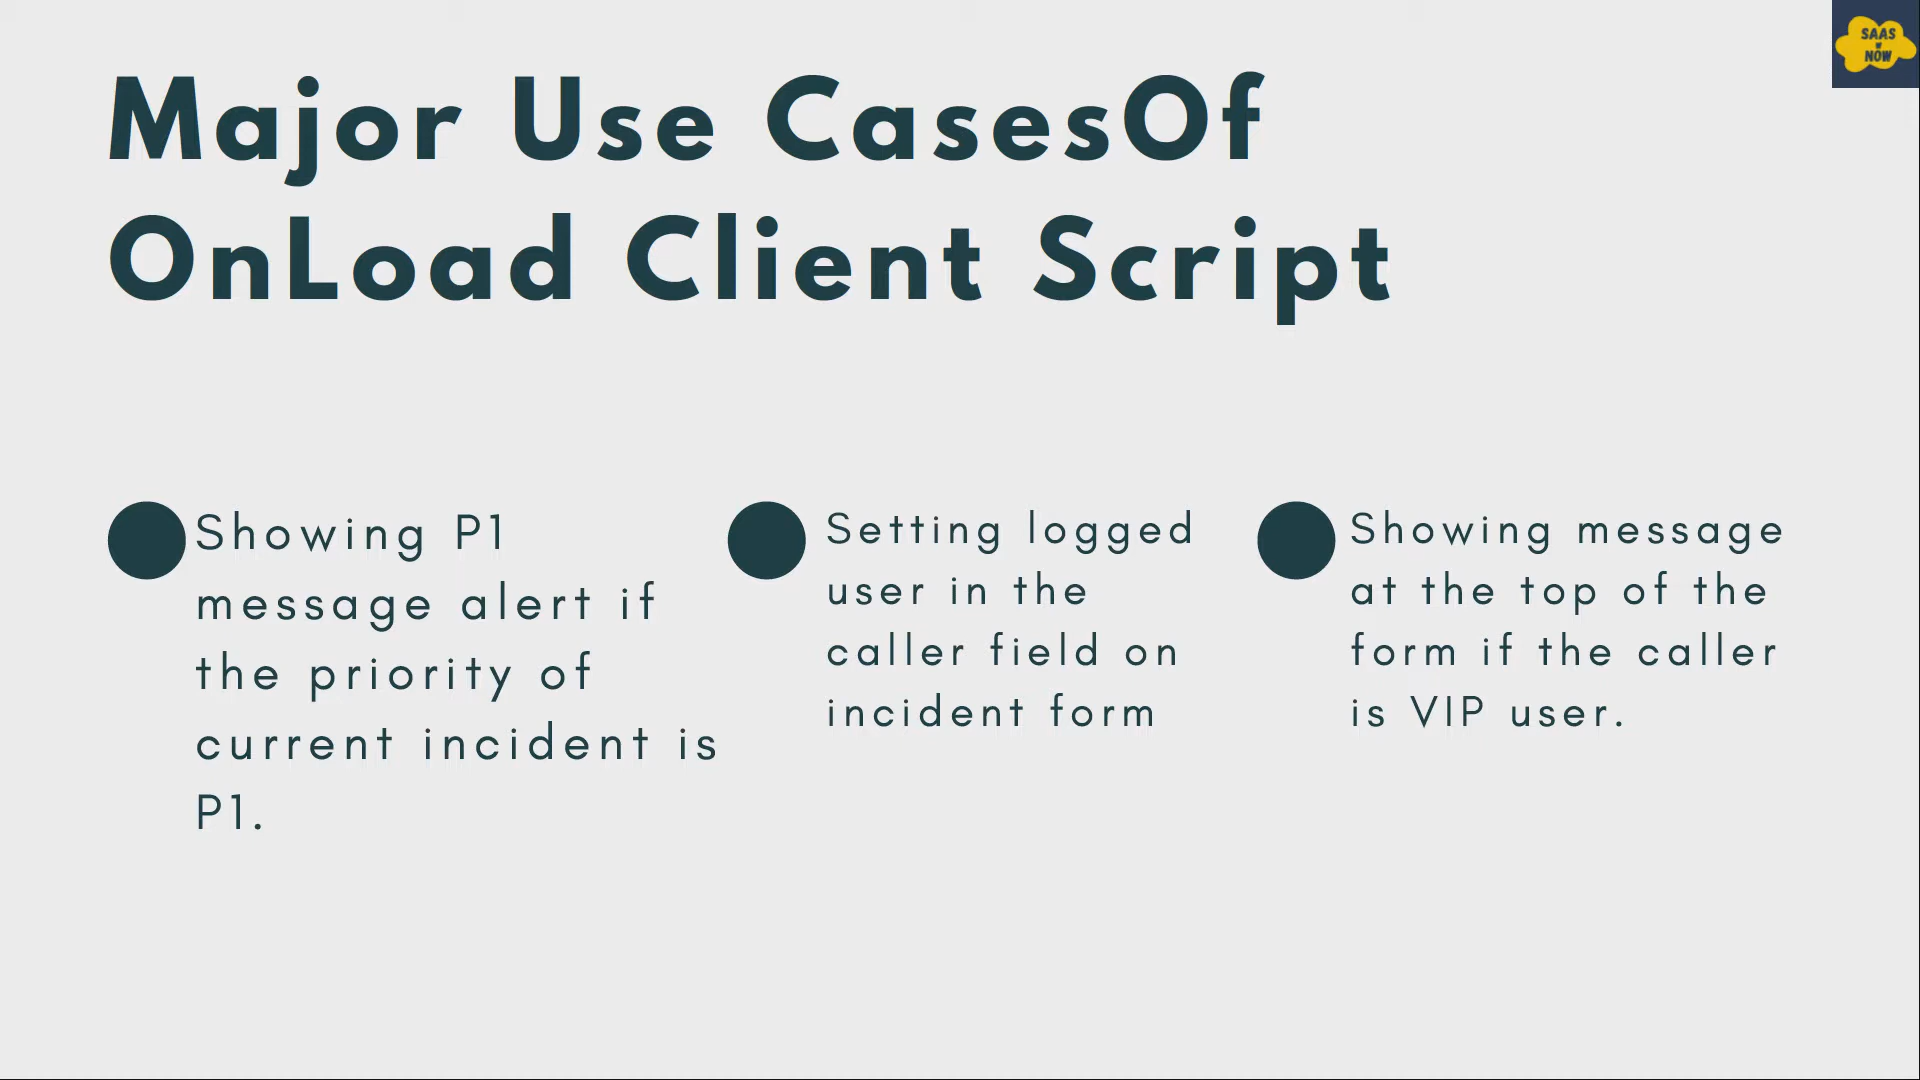 SAAS
NOW
Major Use CasesOf
OnLoad Client Script
Showing P1
message alert if
the priority of
current incident is
P1.
Setting logged
user in the
caller field on
incident form
Showing message
at the top of the
form if the caller
is VIP user.